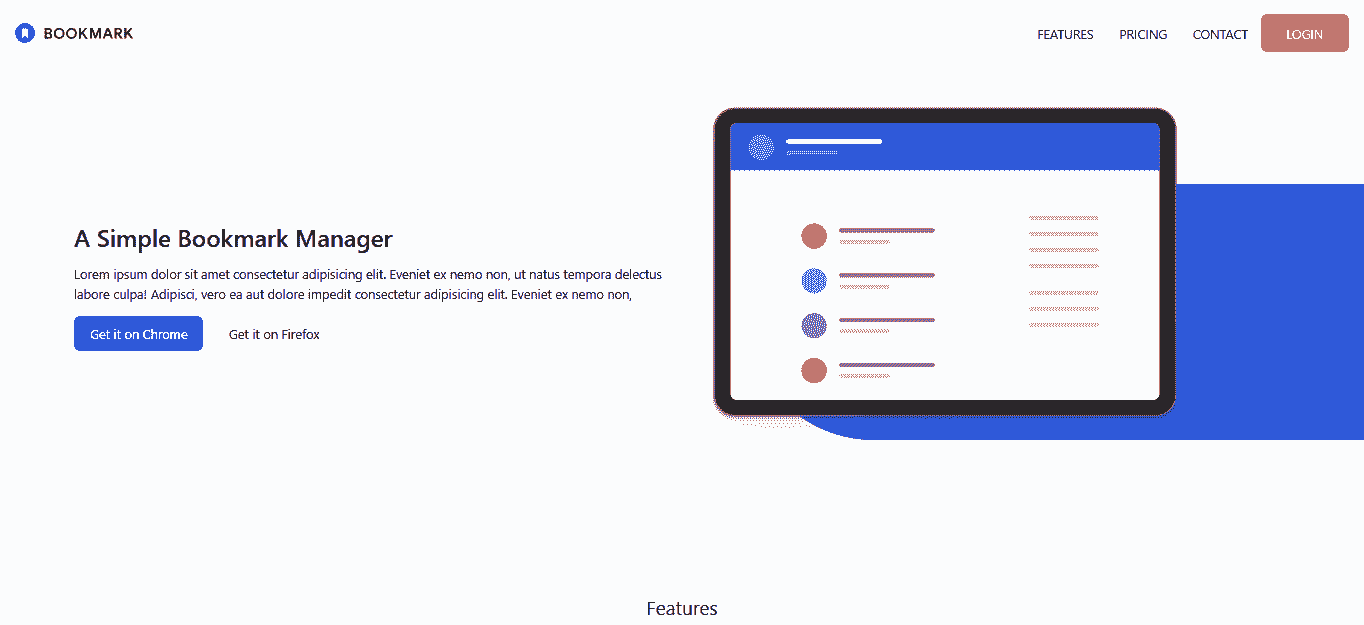 BOOKMARK
FEATURES PRICING CONTACT LOGIN
A Simple Bookmark Manager
Lorem ipsum dolor sit amet consectetur adipisicing elit. Eveniet ex nemo non, ut natus tempora delectus
labore culpa! Adipisci, vero ea aut dolore impedit consectetur adipisicing elit. Eveniet ex nemo non,
Get it on Chrome Get it on Firefox
Features